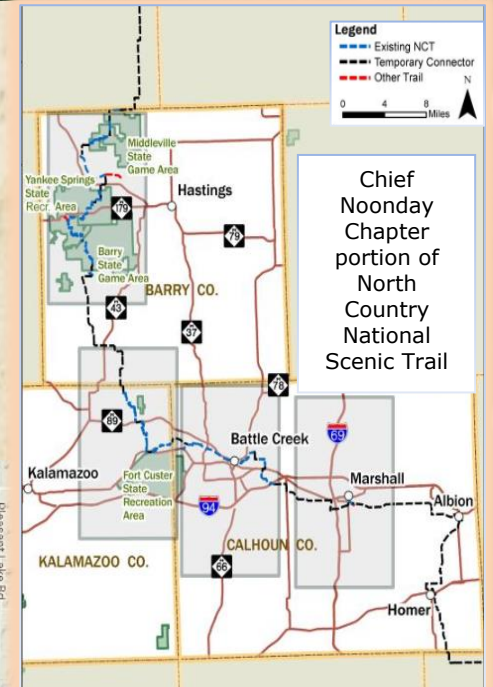 Legend
Existing NCT
Temporary Connector
Other Trail
N
0 4 8
Miles
Chief
Noonday
Chapter
portion of
North
Country
National
Scenic Trail
Middleville
State
Game Area
Yankee Springs
State
Recr. Area
Hastings
179
79
Barry
State
Game Area
BARRY CO.
43
37
78
89
69
Battle Creek
Kalamazoo
Fort Custer
State
Recreation
Area
94
Marshall
Albion
KALAMAZOO CO.
CALHOUN CO.
66
Homer
Pleasant Lake Rd